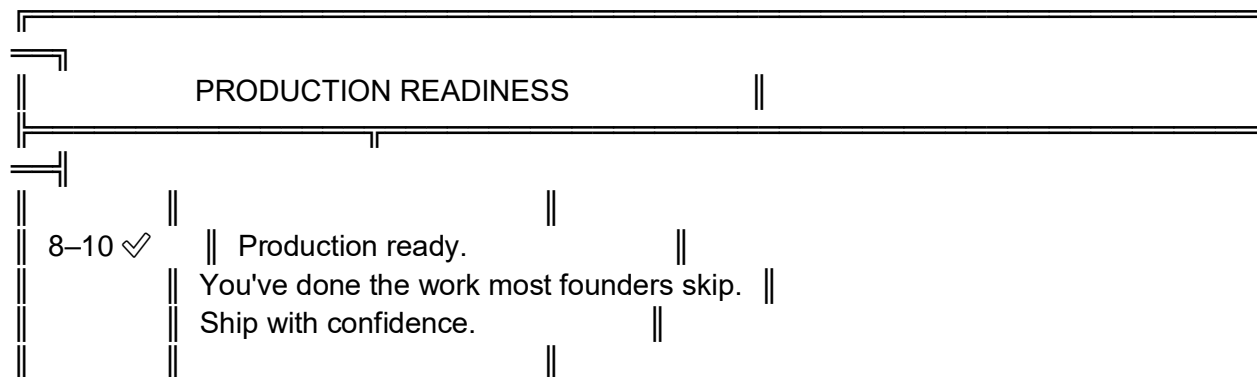 PRODUCTION READINESS
8–10 ✅ Production ready.
You've done the work most founders skip.
Ship with confidence.